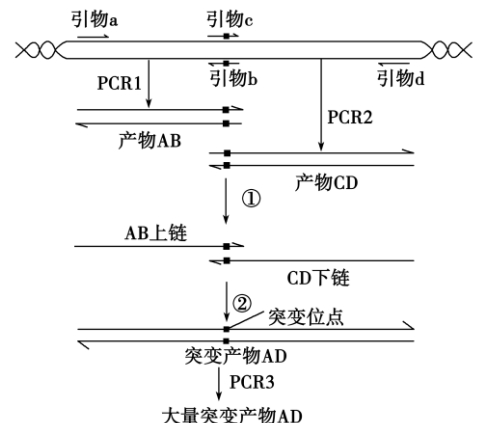 引物a 引物c
引物b 引物d
PCR1
PCR2
产物AB
产物CD
①
AB上链
CD下链
②
突变位点
突变产物AD
PCR3
大量突变产物AD